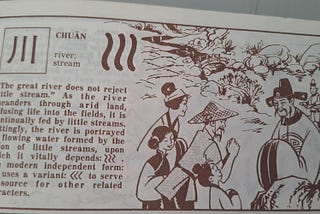 川
CHUĀN
river;
stream
The great river does not reject
little stream." As the river
meanders through arid land,
fusing life into the fields, it is
ntinually fed by little streams.
ttingly, the river is portrayed
flowing water formed by the
on of little streams, upon
ich it vitally depends: 巛 .
e modern independent form:
uses a variant: 巛 to serve
source for other related
racters.